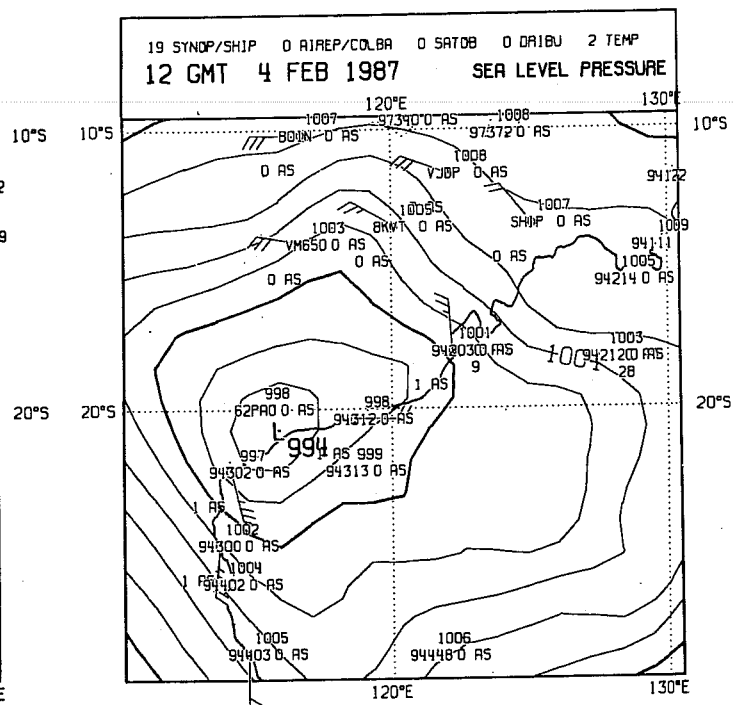 19 SYNOP/SHIP 0 AIREP/COLBA 0 SATOB 0 DRIBU 2 TEMP
12 GMT 4 FEB 1987 SEA LEVEL PRESSURE
120°E 130°E
1007 1008
10°S 10°S 97390 0 AS 97372 0 AS 10°S
BODN 0 AS
1008
0 AS VJDP 0 AS 94122
2
1005 1007
8KWT 0 AS SHIP 0 AS 1009
9 1003 94111
VM650 0 AS 1005
0 AS 0 AS 94214 0 AS
0 AS
1001 1003
94203 0 AS 1001 94212 0 AS
9 28
1 AS
998 998
20°S 20°S 62PA0 0 AS 94312 0 AS 20°S
L 994
997 1 AS 999
94302 0 AS 94313 0 AS
1 AS
1002
94300 0 AS
1004
1 AS 94402 0 AS
1005 1006
94403 0 AS 94448 0 AS
E 120°E 130°E